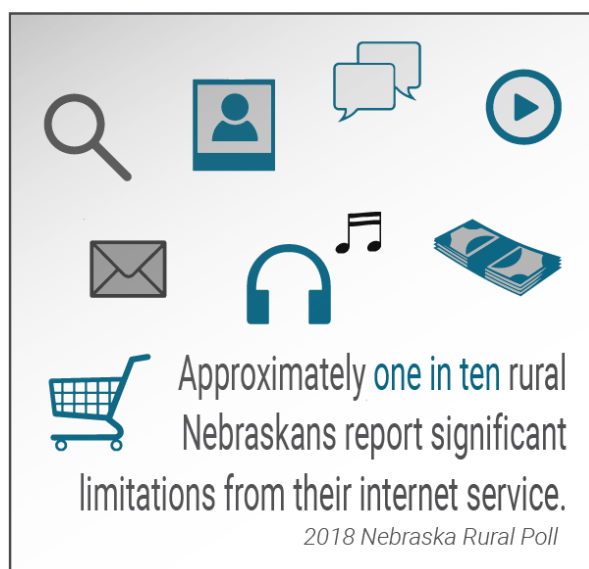 Approximately one in ten rural
Nebraskans report significant
limitations from their internet service.
2018 Nebraska Rural Poll